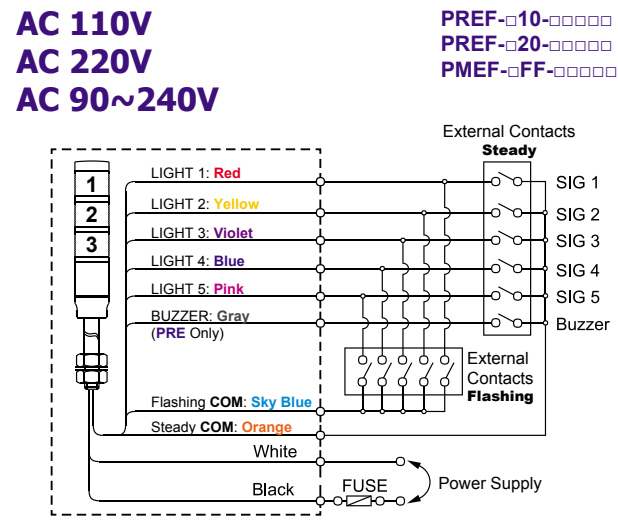 AC 110V
AC 220V
AC 90~240V
PREF-□10-□□□□□
PREF-□20-□□□□□
PMEF-□FF-□□□□□
External Contacts
Steady
1
2
3
LIGHT 1: Red
LIGHT 2: Yellow
LIGHT 3: Violet
LIGHT 4: Blue
LIGHT 5: Pink
BUZZER: Gray
(PRE Only)
SIG 1
SIG 2
SIG 3
SIG 4
SIG 5
Buzzer
External
Contacts
Flashing
Flashing COM: Sky Blue
Steady COM: Orange
White
Black
FUSE
Power Supply